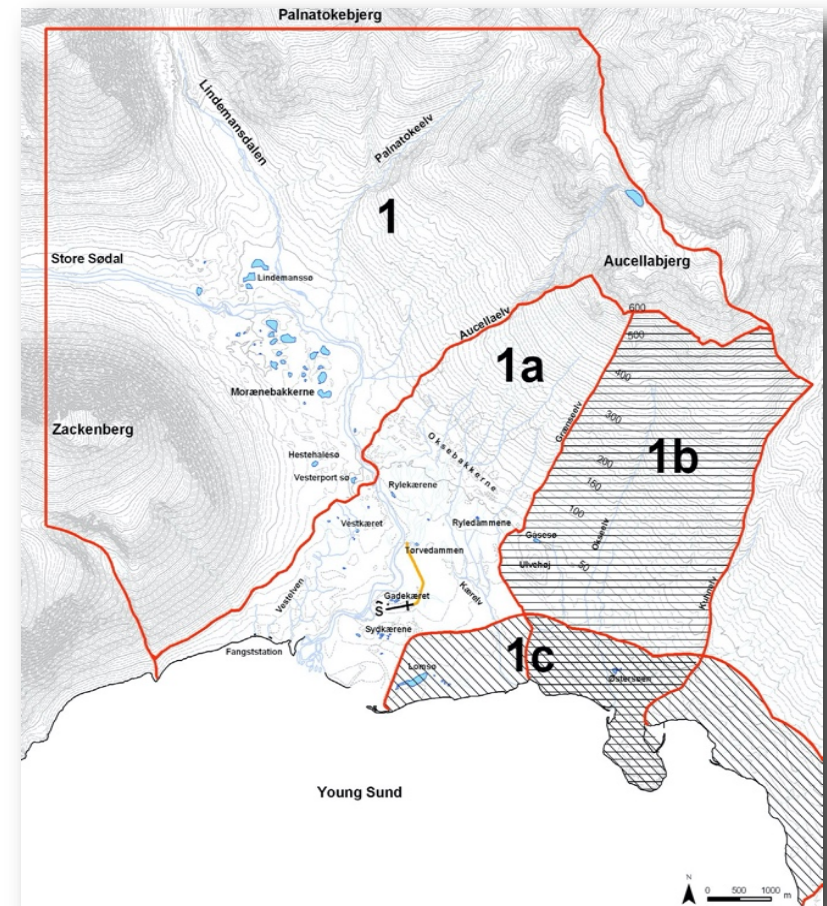 Palnatokebjerg
Lindemansdalen
Palnatokeelv
1
Store Sødal
Aucellabjerg
Lindemanssø
600
Aucellaelv
500
1a
400
Morænebakkerne
Grænseelv
300
Zackenberg
Oksebakkerne
1b
Hestehalesø
200
Vesterport sø
Rylekærene
150
100
Vestkæret
Ryledammene
Gåsesø
Okseelv
Tørvedammen
Ulvehøj
50
Vestelven
Gadekæret
Kærelv
Kuhnelv
S
Sydkærene
Fangststation
1c
Lomsø
Østersøen
Young Sund
N
0 500 1000 m